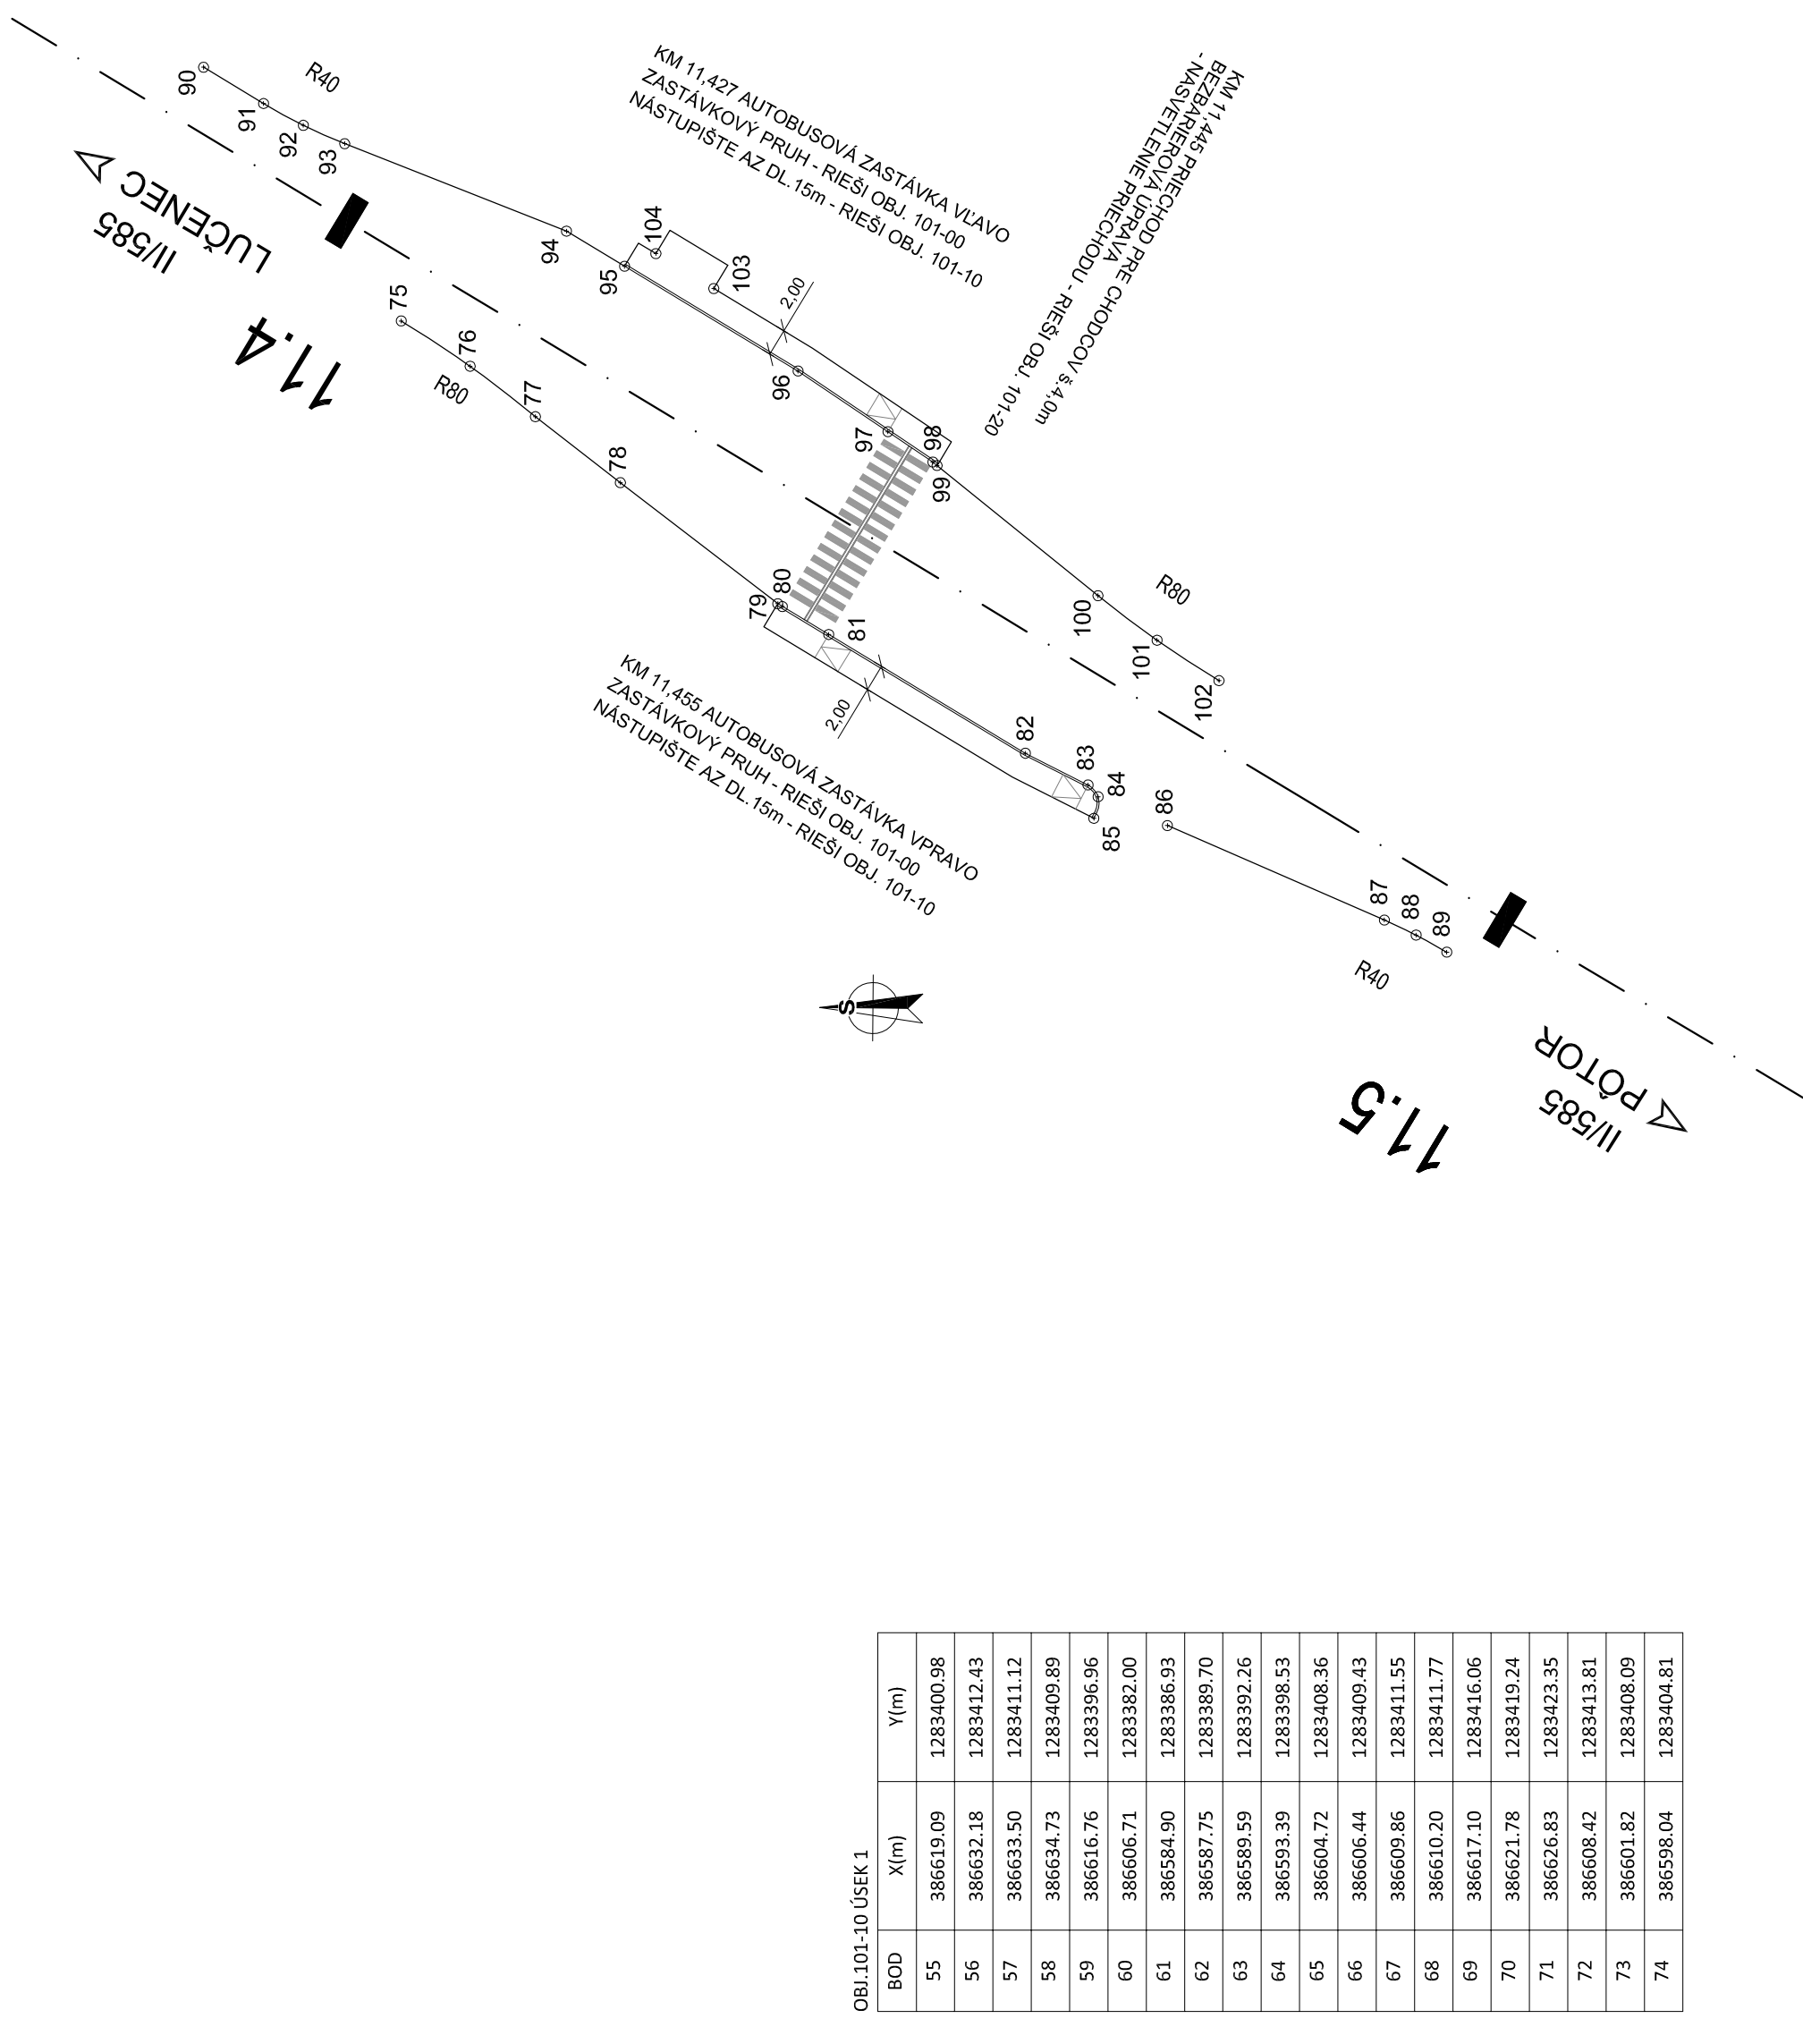 90
91
92
93
R40
LUČENEC
II/585
11.4
75
76
77
78
R80
94
95
104
103
2,00
96
97
98
99
KM 11,427 AUTOBUSOVÁ ZASTÁVKA VĽAVO
ZASTÁVKOVÝ PRUH - RIEŠI OBJ. 101-00
NÁSTUPIŠTE AZ DL.15m - RIEŠI OBJ. 101-10
KM 11,445 PRIECHOD PRE CHODCOV š.4,0m
BEZBARIEROVÁ ÚPRAVA
- NASVETLENIE PRIECHODU - RIEŠI OBJ. 101-20
79
80
81
2,00
82
83
84
85
100
101
102
R80
KM 11,455 AUTOBUSOVÁ ZASTÁVKA VPRAVO
ZASTÁVKOVÝ PRUH - RIEŠI OBJ. 101-00
NÁSTUPIŠTE AZ DL.15m - RIEŠI OBJ. 101-10
86
87
88
89
R40
S
11.5
II/585
PÔTOR
OBJ.101-10 ÚSEK 1
BOD X(m) Y(m)
55 386619.09 1283400.98
56 386632.18 1283412.43
57 386633.50 1283411.12
58 386634.73 1283409.89
59 386616.76 1283396.96
60 386606.71 1283382.00
61 386584.90 1283386.93
62 386587.75 1283389.70
63 386589.59 1283392.26
64 386593.39 1283398.53
65 386604.72 1283408.36
66 386606.44 1283409.43
67 386609.86 1283411.55
68 386610.20 1283411.77
69 386617.10 1283416.06
70 386621.78 1283419.24
71 386626.83 1283423.35
72 386608.42 1283413.81
73 386601.82 1283408.09
74 386598.04 1283404.81